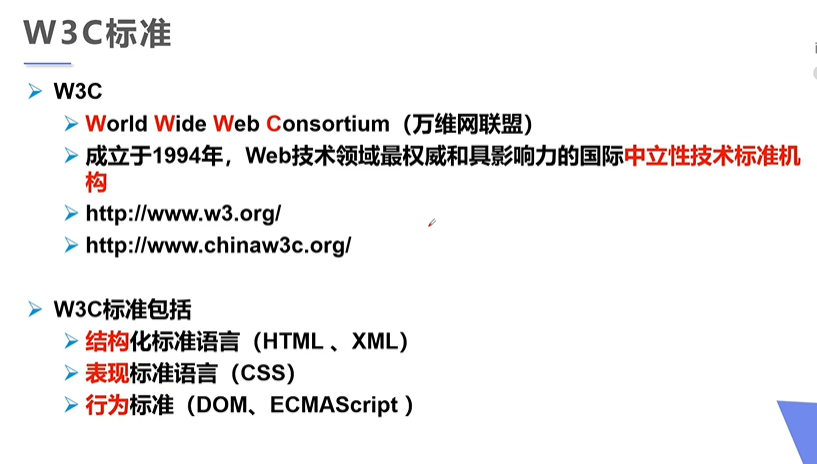 W3C标准
W3C
World Wide Web Consortium（万维网联盟）
成立于1994年，Web技术领域最权威和具影响力的国际中立性技术标准机
构
http://www.w3.org/
http://www.chinaw3c.org/
W3C标准包括
结构化标准语言（HTML 、XML）
表现标准语言（CSS）
行为标准（DOM、ECMAScript ）